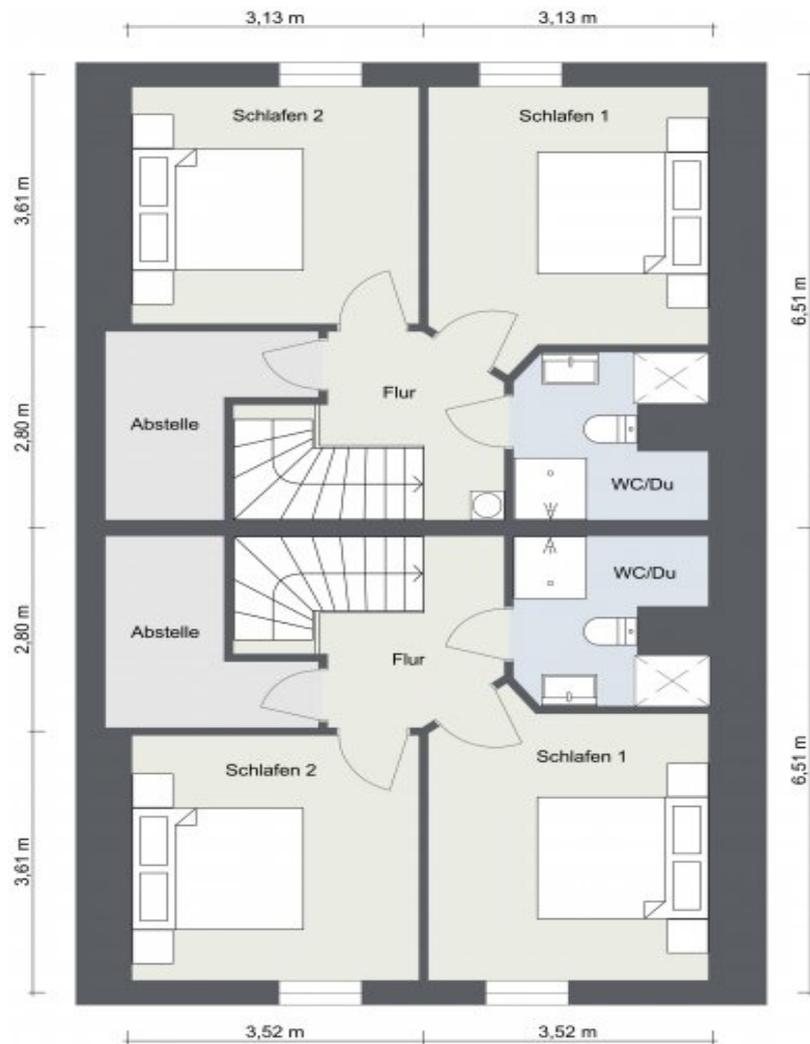 3,13 m
3,13 m
Schlafen 2
Schlafen 1
3,61 m
6,51 m
Flur
Abstelle
2,80 m
WC/Du
WC/Du
Abstelle
2,80 m
Flur
Schlafen 2
Schlafen 1
6,51 m
3,61 m
3,52 m
3,52 m